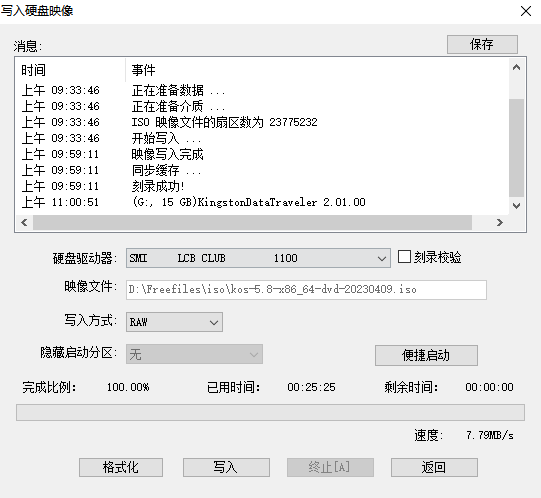 写入硬盘映像
消息:
保存
时间 事件
上午 09:33:46 正在准备数据 ...
上午 09:33:46 正在准备介质 ...
上午 09:33:46 ISO 映像文件的扇区数为 23775232
上午 09:33:46 开始写入 ...
上午 09:59:11 映像写入完成
上午 09:59:11 同步缓存 ...
上午 09:59:11 刻录成功!
上午 11:00:51 (G:, 15 GB)KingstonDataTraveler 2.01.00
硬盘驱动器: SMI LCB CLUB 1100 刻录校验
映像文件: D:\Freefiles\iso\kos-5.8-x86_64-dvd-20230409.iso
写入方式: RAW
隐藏启动分区: 无 便捷启动
完成比例: 100.00% 已用时间: 00:25:25 剩余时间: 00:00:00
速度: 7.79MB/s
格式化 写入 终止[A] 返回